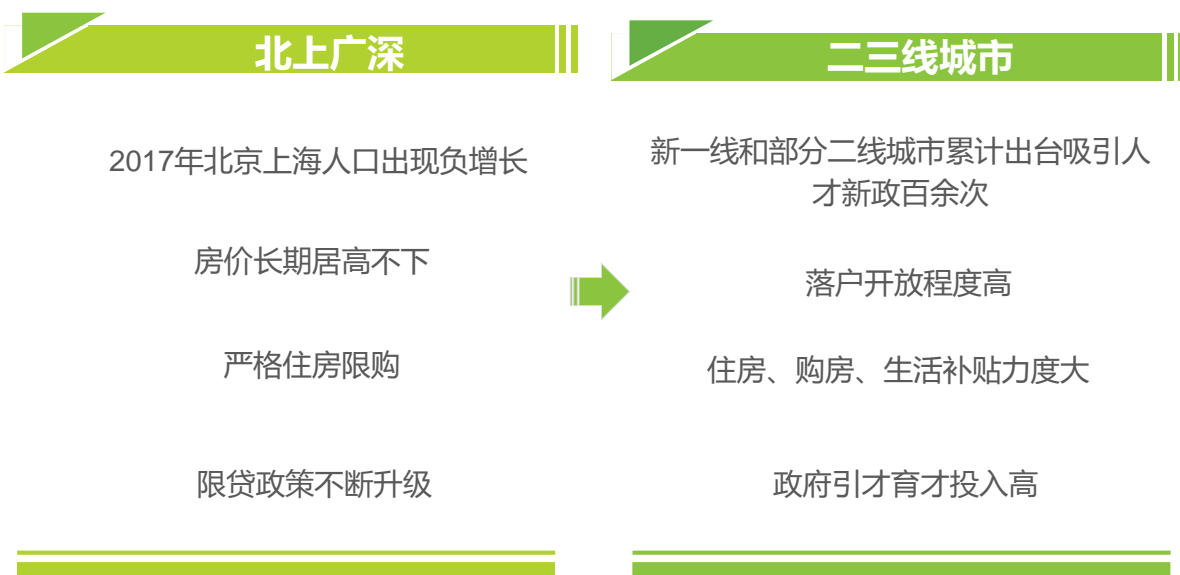 北上广深
2017年北京上海人口出现负增长
房价长期居高不下
严格住房限购
限贷政策不断升级
二三线城市
新一线和部分二线城市累计出台吸引人
才新政百余次
落户开放程度高
住房、购房、生活补贴力度大
政府引才育才投入高